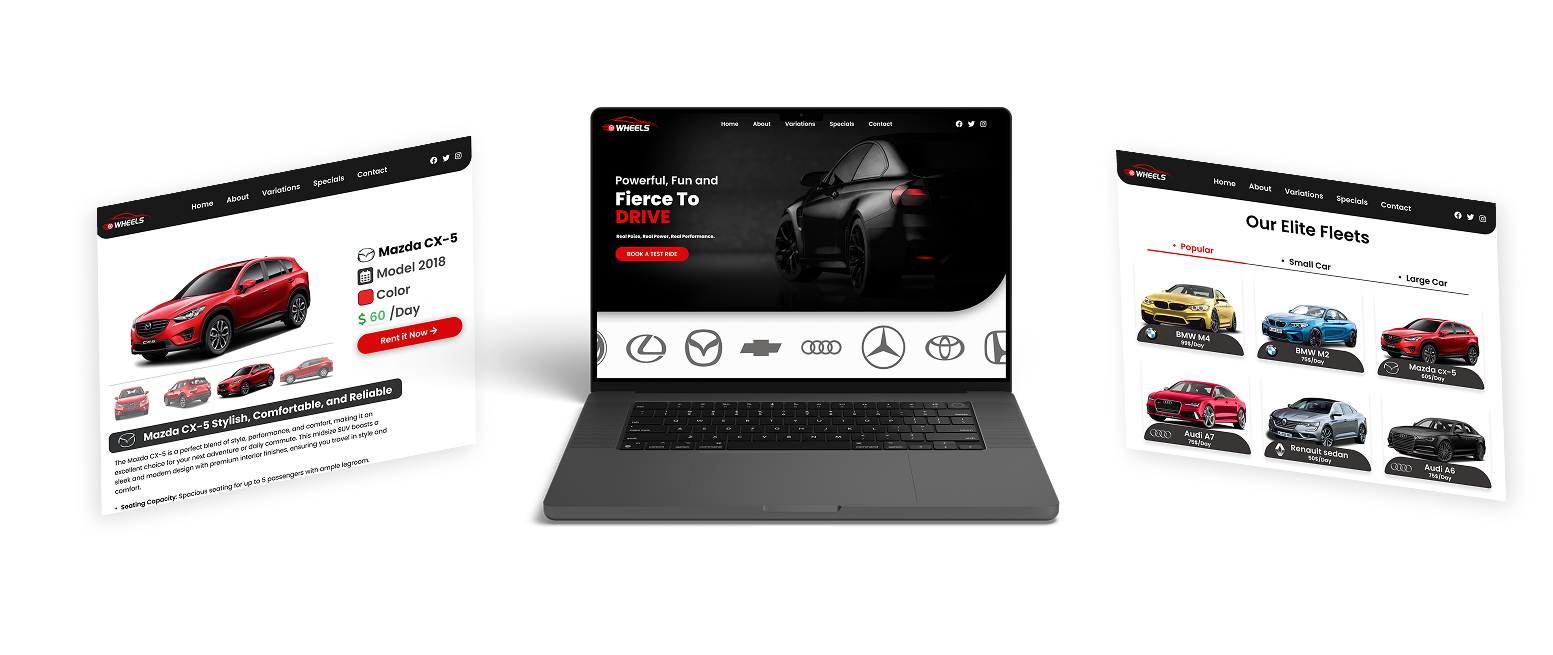 WHEELS
Home About Variations Specials Contact
Mazda CX-5
Model 2018
Color
$ 60 /Day
Rent it Now
Mazda CX-5 Stylish, Comfortable, and Reliable
The Mazda CX-5 is a perfect blend of style, performance, and comfort, making it an
excellent choice for your next adventure or daily commute. This midsize SUV boasts a
sleek and modern design with premium interior finishes, ensuring you travel in style and
comfort.
• Seating Capacity: Spacious seating for up to 5 passengers with ample legroom.
WHEELS
Home About Variations Specials Contact
Powerful, Fun and
Fierce To
DRIVE
Real Poise, Real Power, Real Performance.
BOOK A TEST RIDE
WHEELS
Home About Variations Specials Contact
Our Elite Fleets
• Popular
• Small Car
• Large Car
BMW M4
99$/Day
BMW M2
75$/Day
Mazda cx-5
60$/Day
Audi A7
75$/Day
Renault sedan
50$/Day
Audi A6
75$/Day